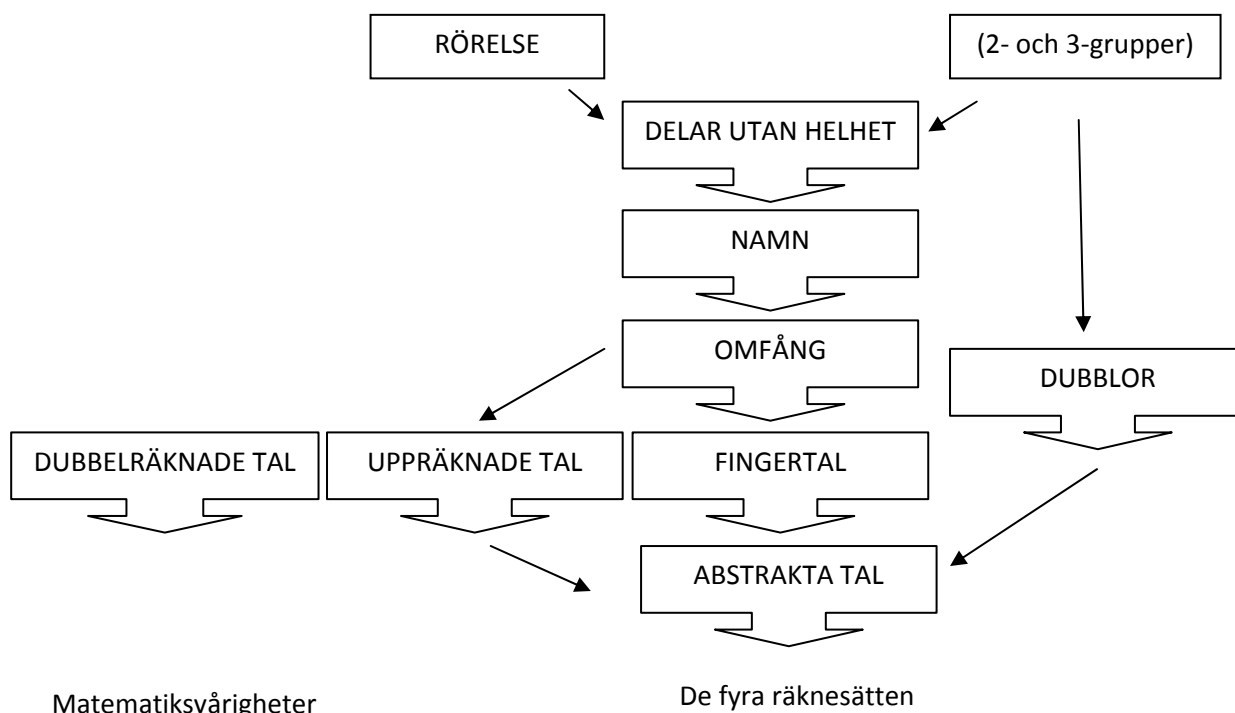 RÖRELSE
(2- och 3-grupper)
DELAR UTAN HELHET
NAMN
OMFÅNG
DUBBLOR
DUBBELRÄKNADE TAL
UPPRÄKNADE TAL
FINGERTAL
ABSTRAKTA TAL
Matematiksvårigheter
De fyra räknesätten